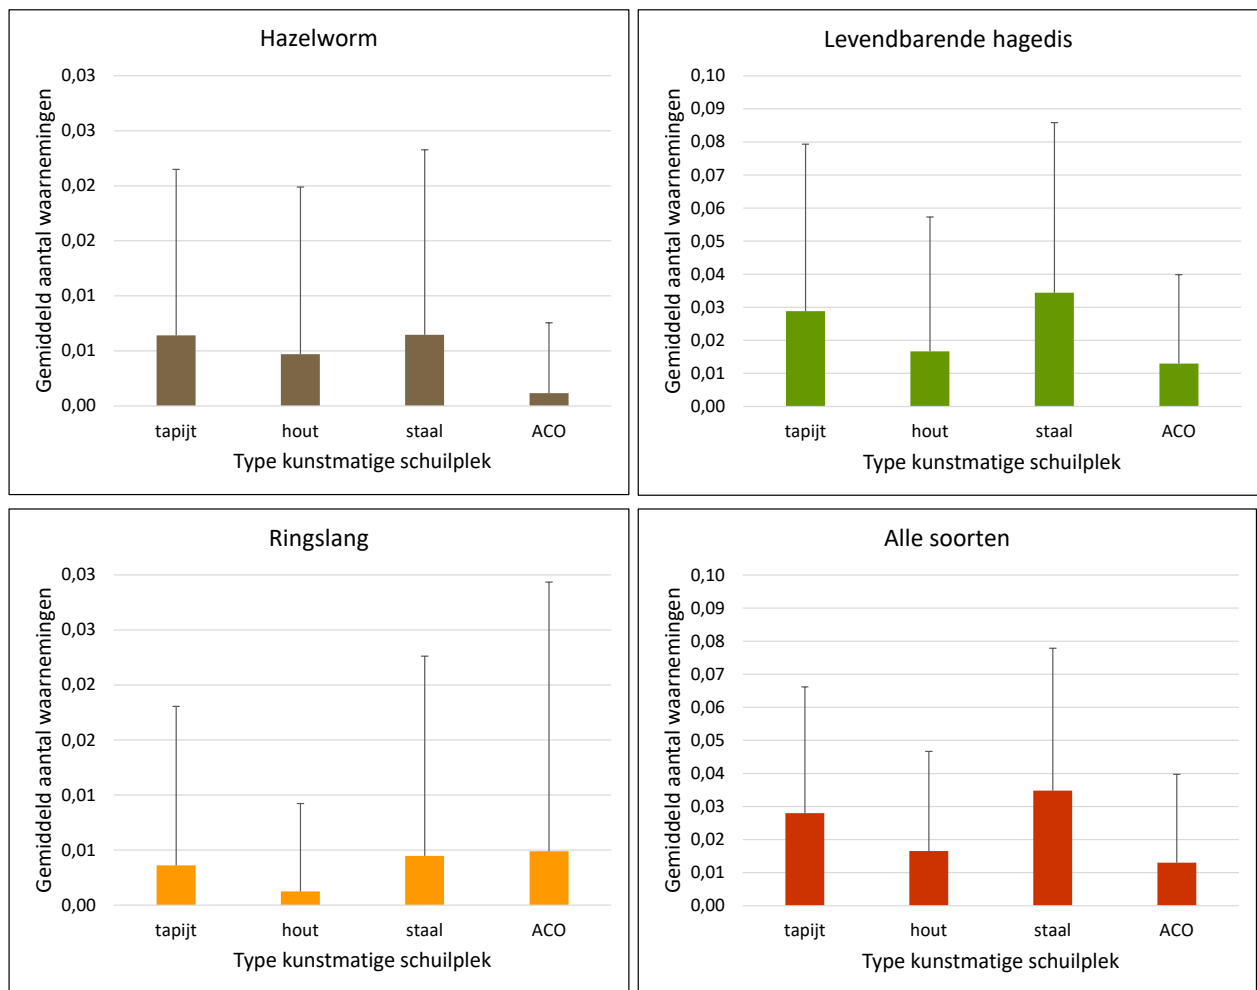 Hazelworm
Gemiddeld aantal waarnemingen
0,03
0,03
0,02
0,02
0,01
0,01
0,00
tapijt hout staal ACO
Type kunstmatige schuilplek
Levendbarende hagedis
Gemiddeld aantal waarnemingen
0,10
0,09
0,08
0,07
0,06
0,05
0,04
0,03
0,02
0,01
0,00
tapijt hout staal ACO
Type kunstmatige schuilplek
Ringslang
Gemiddeld aantal waarnemingen
0,03
0,03
0,02
0,02
0,01
0,01
0,00
tapijt hout staal ACO
Type kunstmatige schuilplek
Alle soorten
Gemiddeld aantal waarnemingen
0,10
0,09
0,08
0,07
0,06
0,05
0,04
0,03
0,02
0,01
0,00
tapijt hout staal ACO
Type kunstmatige schuilplek